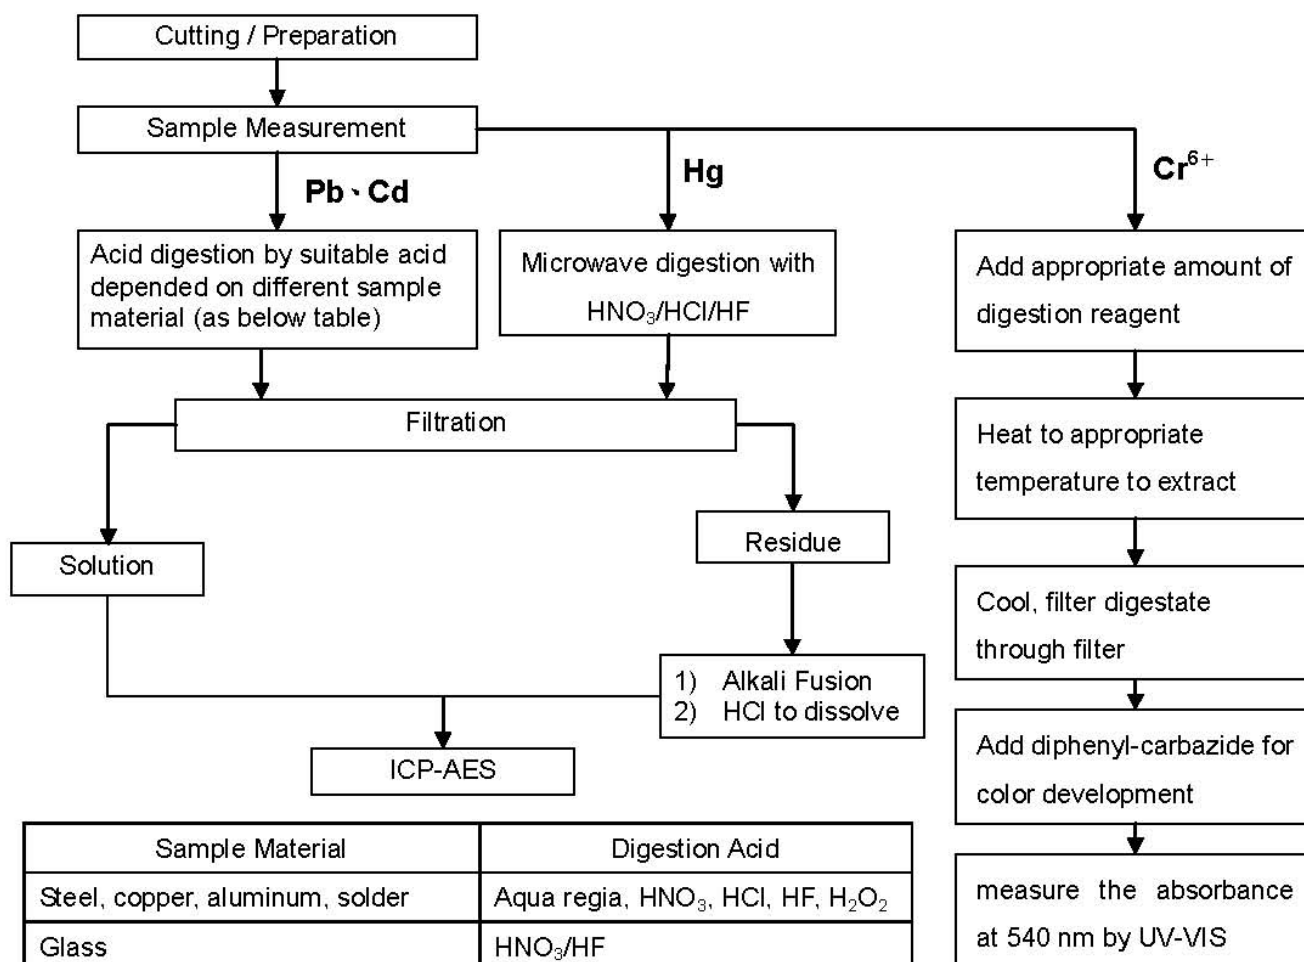 Cutting / Preparation
Sample Measurement
Pb、Cd
Hg
Cr⁶⁺
Acid digestion by suitable acid
depended on different sample
material (as below table)
Microwave digestion with
HNO₃/HCl/HF
Add appropriate amount of
digestion reagent
Filtration
Heat to appropriate
temperature to extract
Solution
Residue
Cool, filter digestate
through filter
1) Alkali Fusion
2) HCl to dissolve
ICP-AES
Add diphenyl-carbazide for
color development
measure the absorbance
at 540 nm by UV-VIS
Sample Material Digestion Acid
Steel, copper, aluminum, solder Aqua regia, HNO₃, HCl, HF, H₂O₂
Glass HNO₃/HF